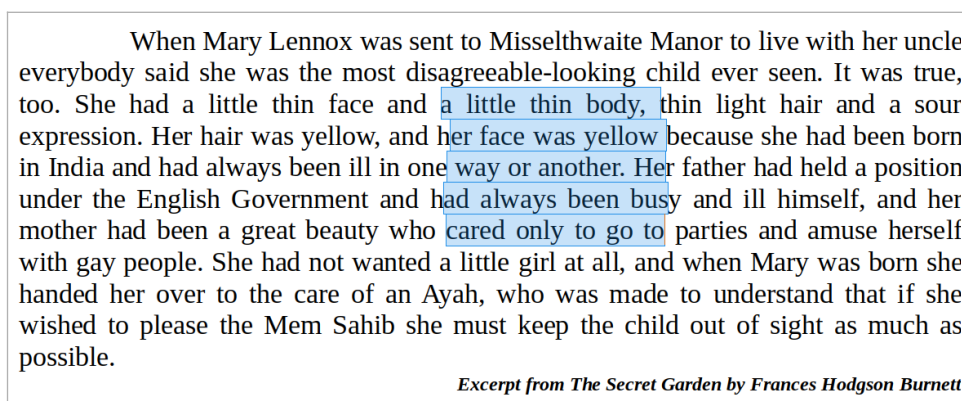 When Mary Lennox was sent to Misselthwaite Manor to live with her uncle
everybody said she was the most disagreeable-looking child ever seen. It was true,
too. She had a little thin face and a little thin body, thin light hair and a sour
expression. Her hair was yellow, and her face was yellow because she had been born
in India and had always been ill in one way or another. Her father had held a position
under the English Government and had always been busy and ill himself, and her
mother had been a great beauty who cared only to go to parties and amuse herself
with gay people. She had not wanted a little girl at all, and when Mary was born she
handed her over to the care of an Ayah, who was made to understand that if she
wished to please the Mem Sahib she must keep the child out of sight as much as
possible.
Excerpt from The Secret Garden by Frances Hodgson Burnett